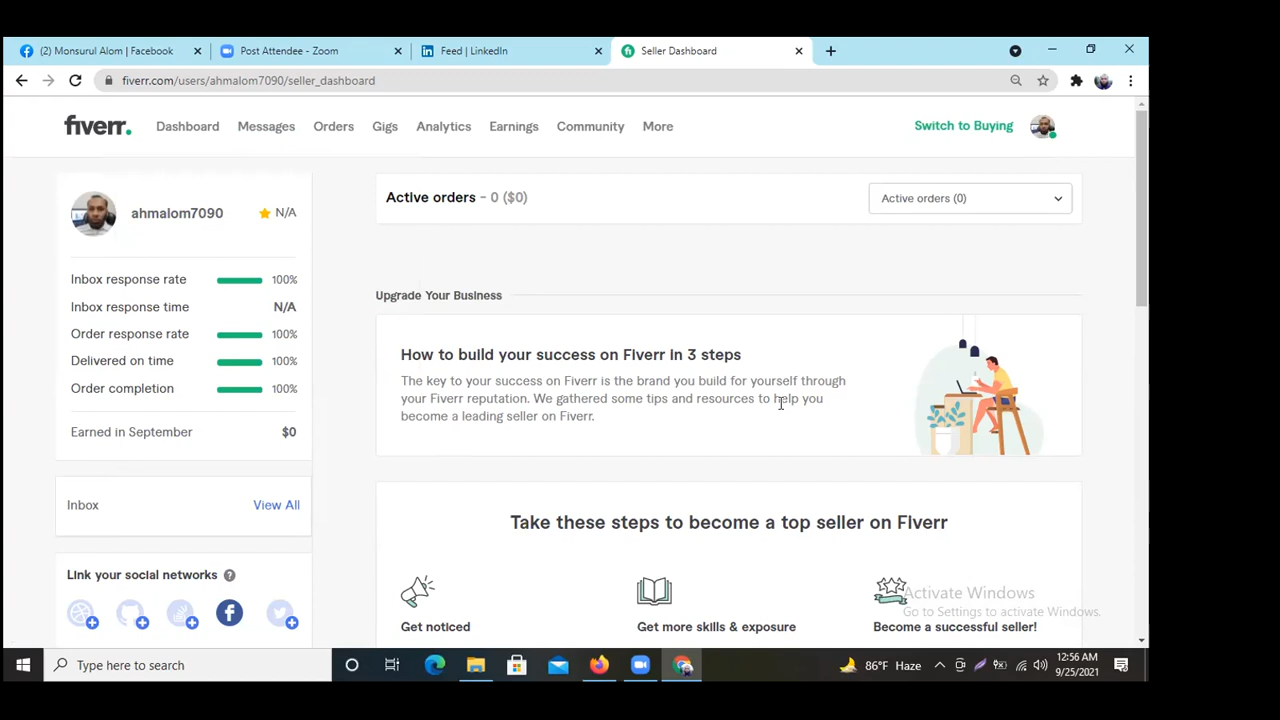 (2) Monsurul Alom | Facebook
Post Attendee - Zoom
Feed | LinkedIn
Seller Dashboard
fiverr.com/users/ahmalom7090/seller_dashboard
fiverr.
Dashboard
Messages
Orders
Gigs
Analytics
Earnings
Community
More
Switch to Buying
ahmalom7090
N/A
Inbox response rate
100%
Inbox response time
N/A
Order response rate
100%
Delivered on time
100%
Order completion
100%
Earned in September
$0
Inbox
View All
Link your social networks
Active orders - 0 ($0)
Active orders (0)
Upgrade Your Business
How to build your success on Fiverr in 3 steps
The key to your success on Fiverr is the brand you build for yourself through
your Fiverr reputation. We gathered some tips and resources to help you
become a leading seller on Fiverr.
Take these steps to become a top seller on Fiverr
Get noticed
Get more skills & exposure
Become a successful seller!
Activate Windows
Go to Settings to activate Windows.
Type here to search
86°F Haze
12:56 AM
9/25/2021